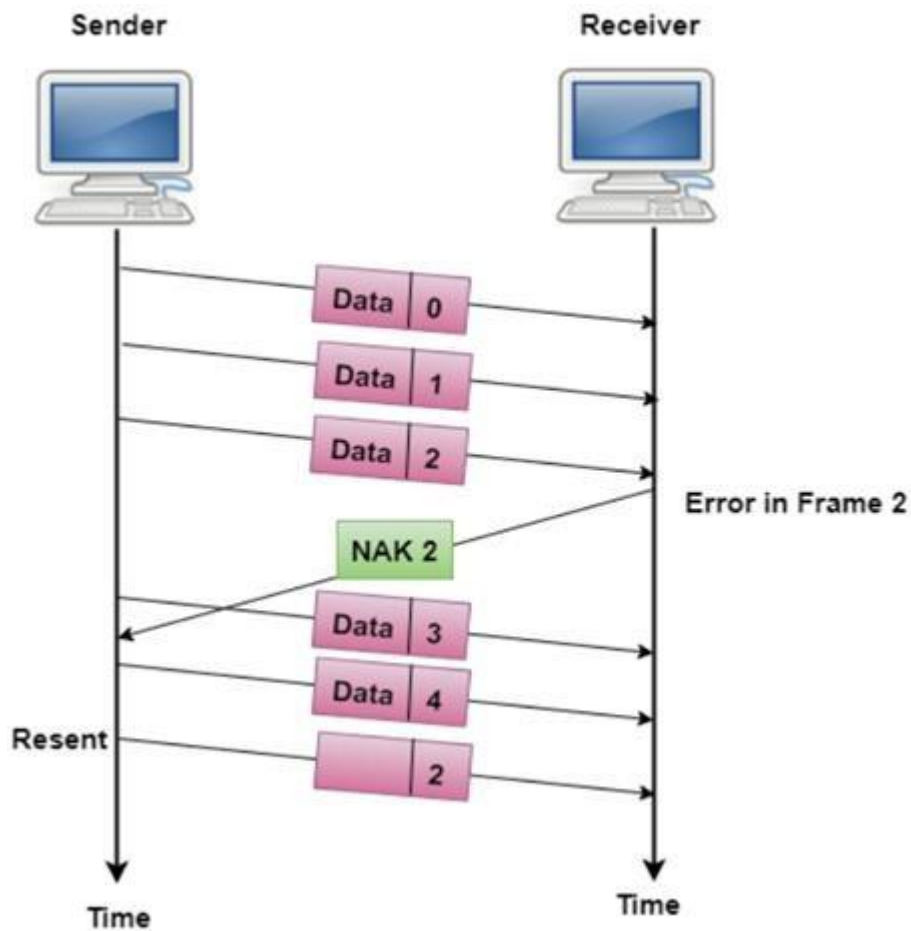 Sender
Receiver
Data 0
Data 1
Data 2
Error in Frame 2
NAK 2
Data 3
Data 4
Resent
2
Time
Time